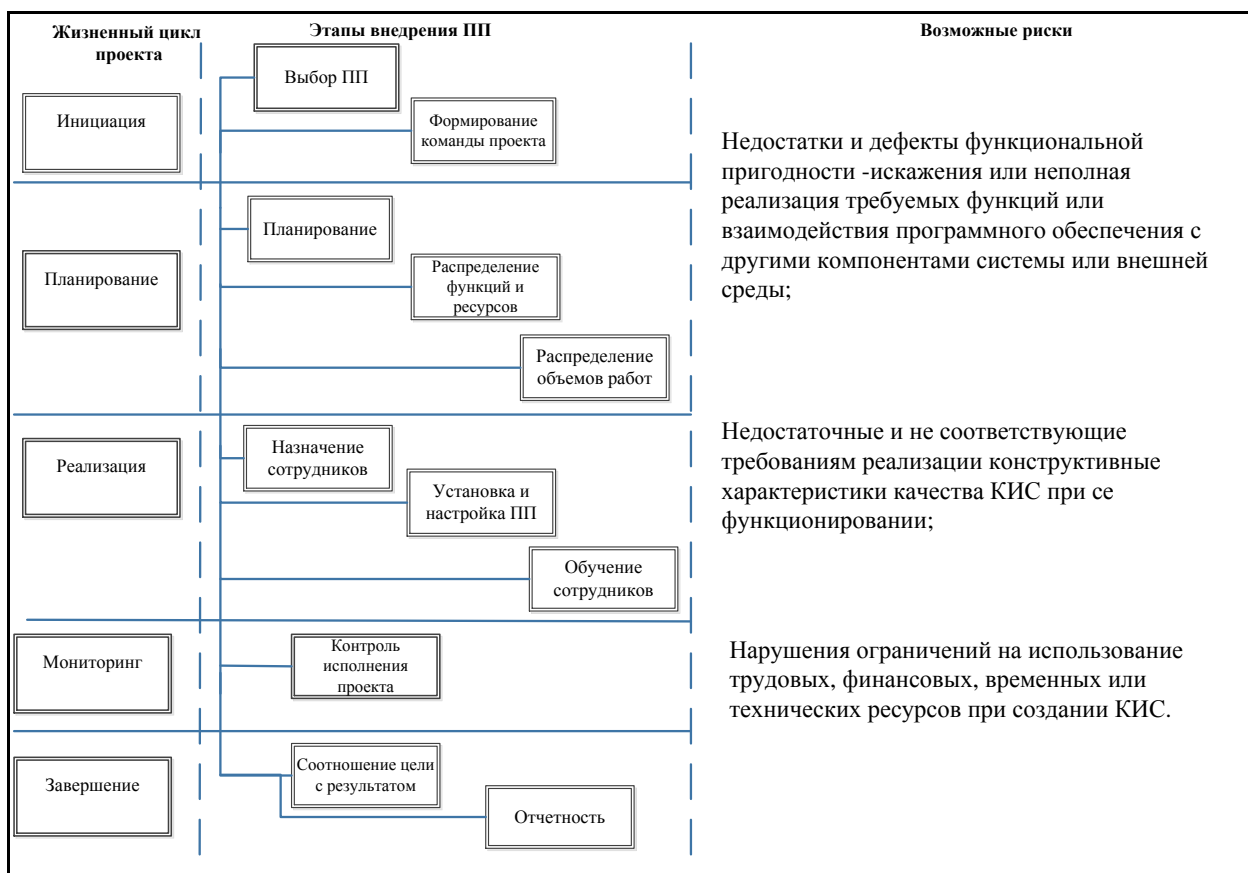 Жизненный цикл
проекта
Этапы внедрения ПП
Возможные риски
Инициация
Выбор ПП
Формирование
команды проекта
Недостатки и дефекты функциональной
пригодности -искажения или неполная
реализация требуемых функций или
взаимодействия программного обеспечения с
другими компонентами системы или внешней
среды;
Планирование
Планирование
Распределение
функций и
ресурсов
Распределение
объемов работ
Реализация
Назначение
сотрудников
Установка и
настройка ПП
Обучение
сотрудников
Недостаточные и не соответствующие
требованиям реализации конструктивные
характеристики качества КИС при се
функционировании;
Мониторинг
Контроль
исполнения
проекта
Нарушения ограничений на использование
трудовых, финансовых, временных или
технических ресурсов при создании КИС.
Завершение
Соотношение цели
с результатом
Отчетность